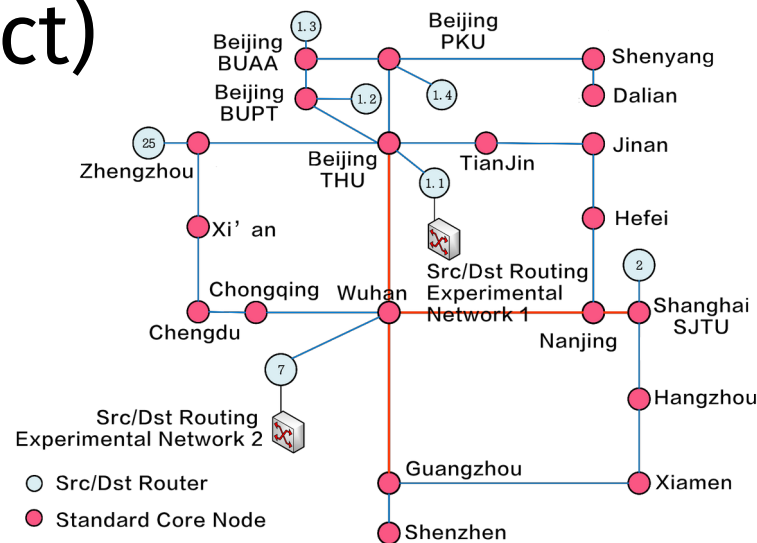 ct)
1.3
Beijing
PKU
Beijing
BUAA
Shenyang
Beijing
BUPT
1.2
1.4
Dalian
25
Zhengzhou
Beijing
THU
TianJin
Jinan
1.1
Xi’an
Hefei
Src/Dst Routing
Experimental
Network 1
2
Chongqing
Wuhan
Shanghai
SJTU
Chengdu
Nanjing
7
Hangzhou
Src/Dst Routing
Experimental Network 2
Guangzhou
Xiamen
Src/Dst Router
Standard Core Node
Shenzhen